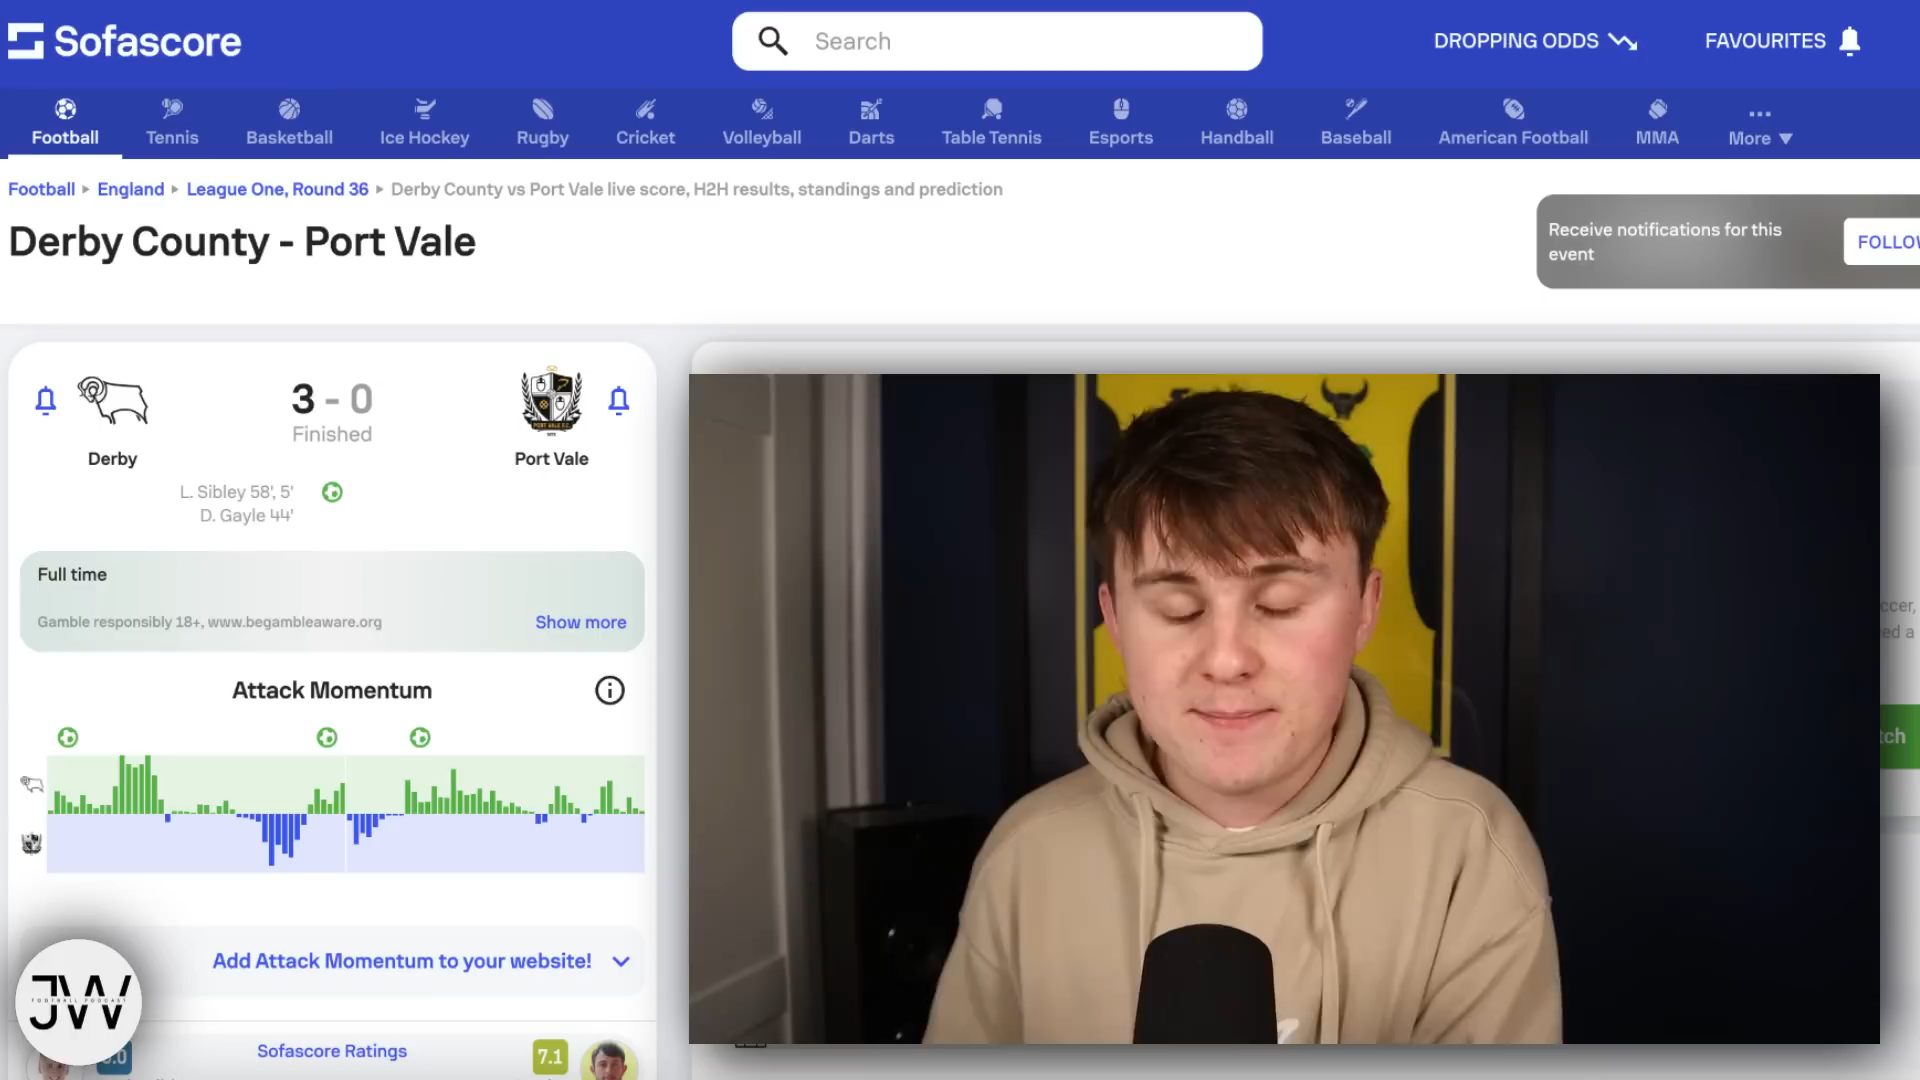 Sofascore
Search
DROPPING ODDS
FAVOURITES
Football
Tennis
Basketball
Ice Hockey
Rugby
Cricket
Volleyball
Darts
Table Tennis
Esports
Handball
Baseball
American Football
MMA
More
Football England League One, Round 36 Derby County vs Port Vale live score, H2H results, standings and prediction
Derby County - Port Vale
Receive notifications for this
event
FOLLOW
3 - 0
Finished
Derby
Port Vale
L. Sibley 58', 5'
D. Gayle 44'
Full time
Gamble responsibly 18+, www.begambleaware.org
Show more
Attack Momentum
Add Attack Momentum to your website!
JW
FOOTBALL PODCAST
Sofascore Ratings
7.1